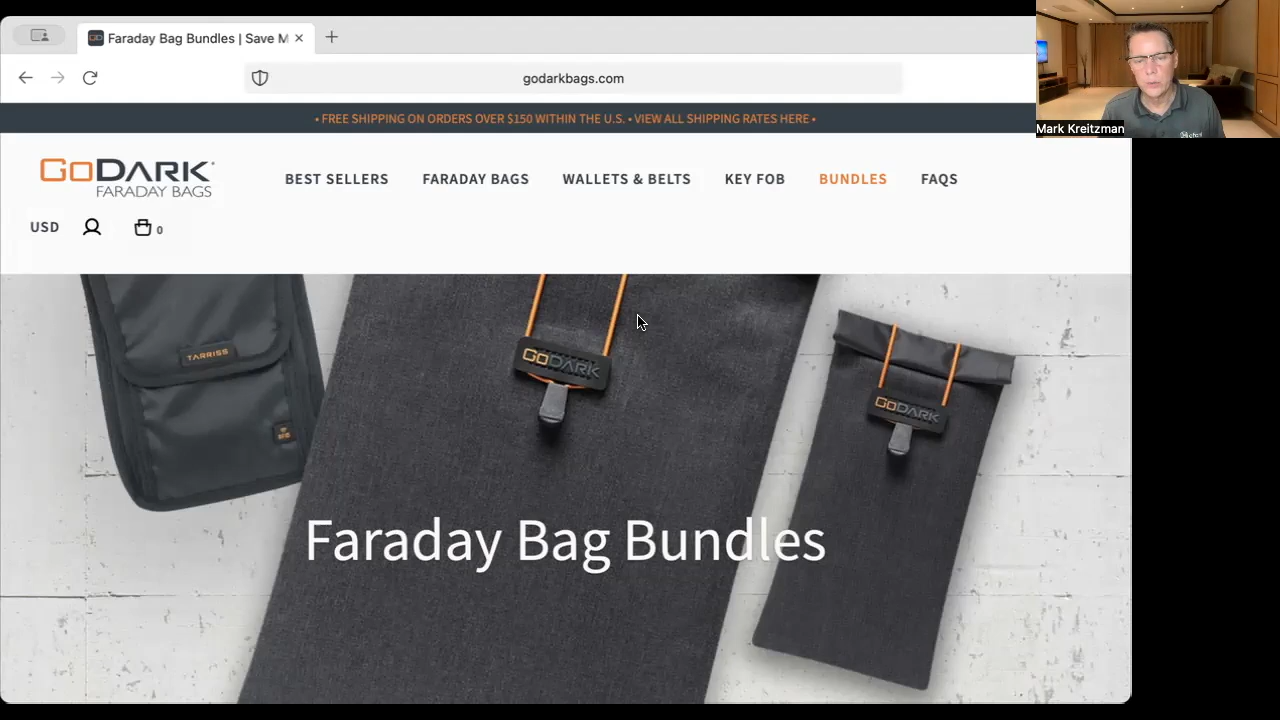 Faraday Bag Bundles | Save M
godarkbags.com
• FREE SHIPPING ON ORDERS OVER $150 WITHIN THE U.S. • VIEW ALL SHIPPING RATES HERE •
Mark Kreitzman
GODARK
FARADAY BAGS
BEST SELLERS
FARADAY BAGS
WALLETS & BELTS
KEY FOB
BUNDLES
FAQS
USD
0
TARRISS
GODARK
GODARK
Faraday Bag Bundles